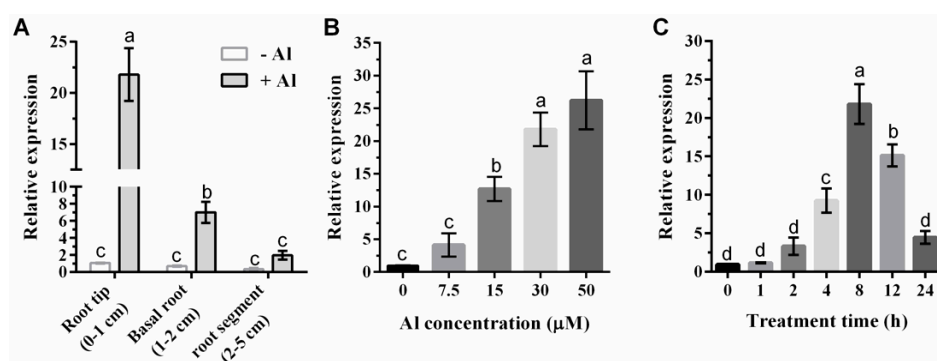 A
Relative expression
25
20
15
10
8
6
4
2
0
a
b
c
c
c
c
- Al
+ Al
Root tip
(0-1 cm)
Basal root
(1-2 cm)
root segment
(2-5 cm)
B
Relative expression
35
30
25
20
15
10
5
0
c
c
b
a
a
0 7.5 15 30 50
Al concentration (μM)
C
Relative expression
30
25
20
15
10
5
0
d
d
d
c
a
b
d
0 1 2 4 8 12 24
Treatment time (h)